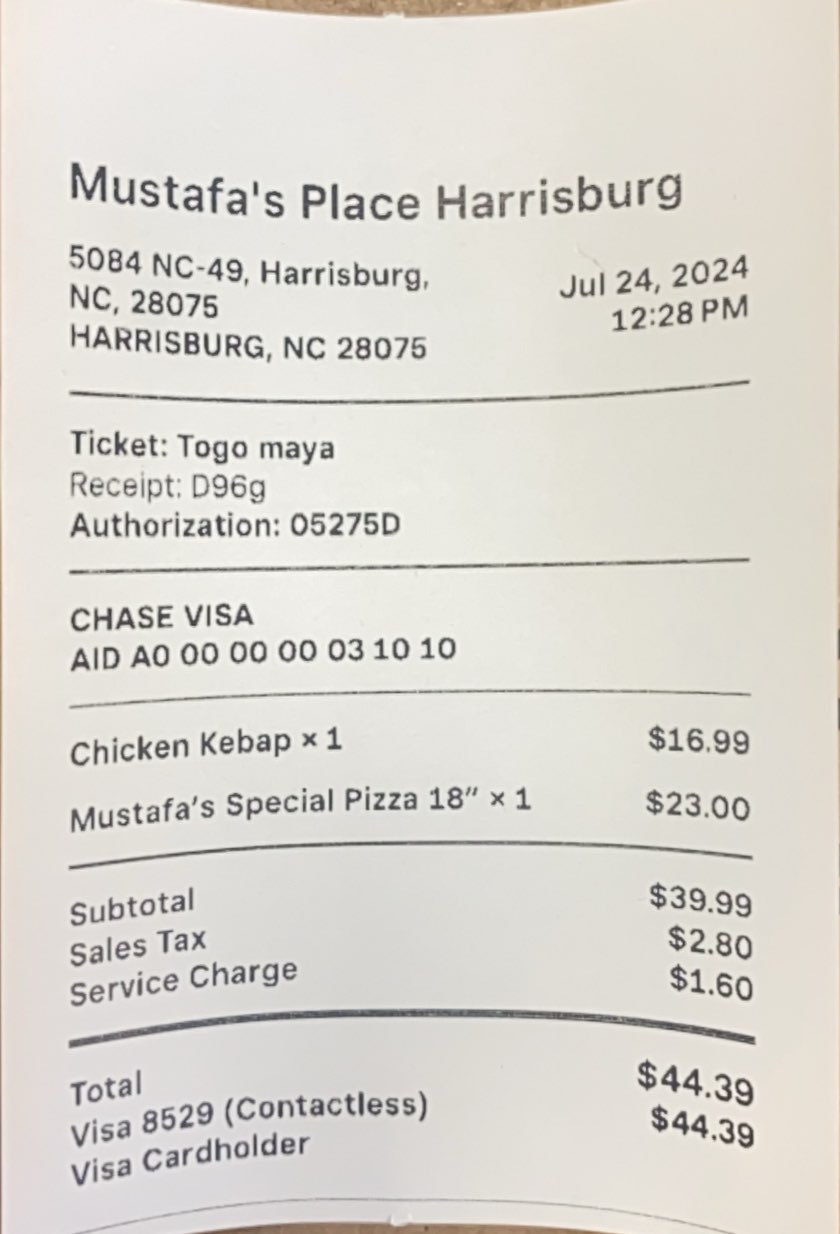 Mustafa's Place Harrisburg
5084 NC-49, Harrisburg,
NC, 28075
HARRISBURG, NC 28075
Jul 24, 2024
12:28 PM
Ticket: Togo maya
Receipt: D96g
Authorization: 05275D
CHASE VISA
AID A0 00 00 00 03 10 10
Chicken Kebap × 1 $16.99
Mustafa’s Special Pizza 18” × 1 $23.00
Subtotal $39.99
Sales Tax $2.80
Service Charge $1.60
Total $44.39
Visa 8529 (Contactless) $44.39
Visa Cardholder